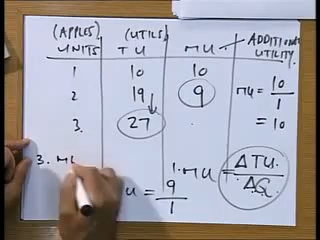 (APPLES) (UTILS) ADDITIONAL
UNITS TU MU UTILITY
1 10 10
2 19 9 MU = 10/1
3. 27 . = 10
1. MU = ΔTU/ΔQ
3. MU
U = 9/1